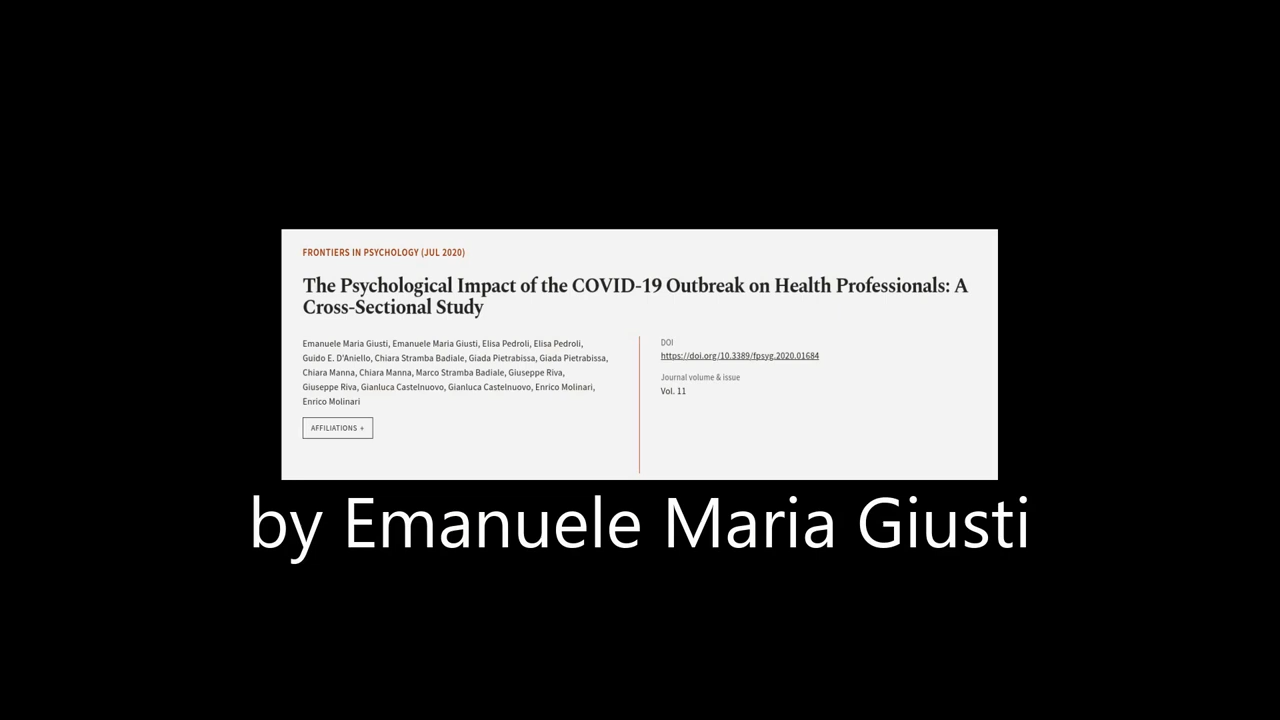 FRONTIERS IN PSYCHOLOGY (JUL 2020)
The Psychological Impact of the COVID-19 Outbreak on Health Professionals: A
Cross-Sectional Study
Emanuele Maria Giusti, Emanuele Maria Giusti, Elisa Pedroli, Elisa Pedroli,
Guido E. D'Aniello, Chiara Stramba Badiale, Giada Pietrabissa, Giada Pietrabissa,
Chiara Manna, Chiara Manna, Marco Stramba Badiale, Giuseppe Riva,
Giuseppe Riva, Gianluca Castelnuovo, Gianluca Castelnuovo, Enrico Molinari,
Enrico Molinari
AFFILIATIONS +
DOI
https://doi.org/10.3389/fpsyg.2020.01684
Journal volume & issue
Vol. 11
by Emanuele Maria Giusti